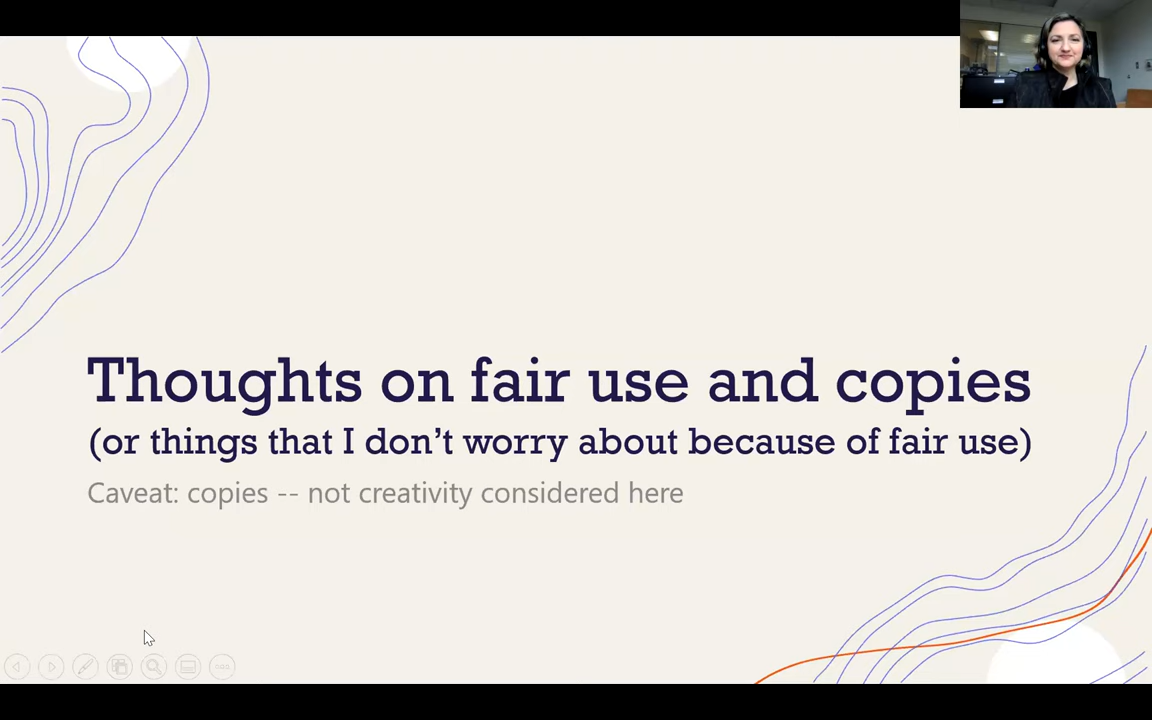 Thoughts on fair use and copies
(or things that I don’t worry about because of fair use)
Caveat: copies -- not creativity considered here